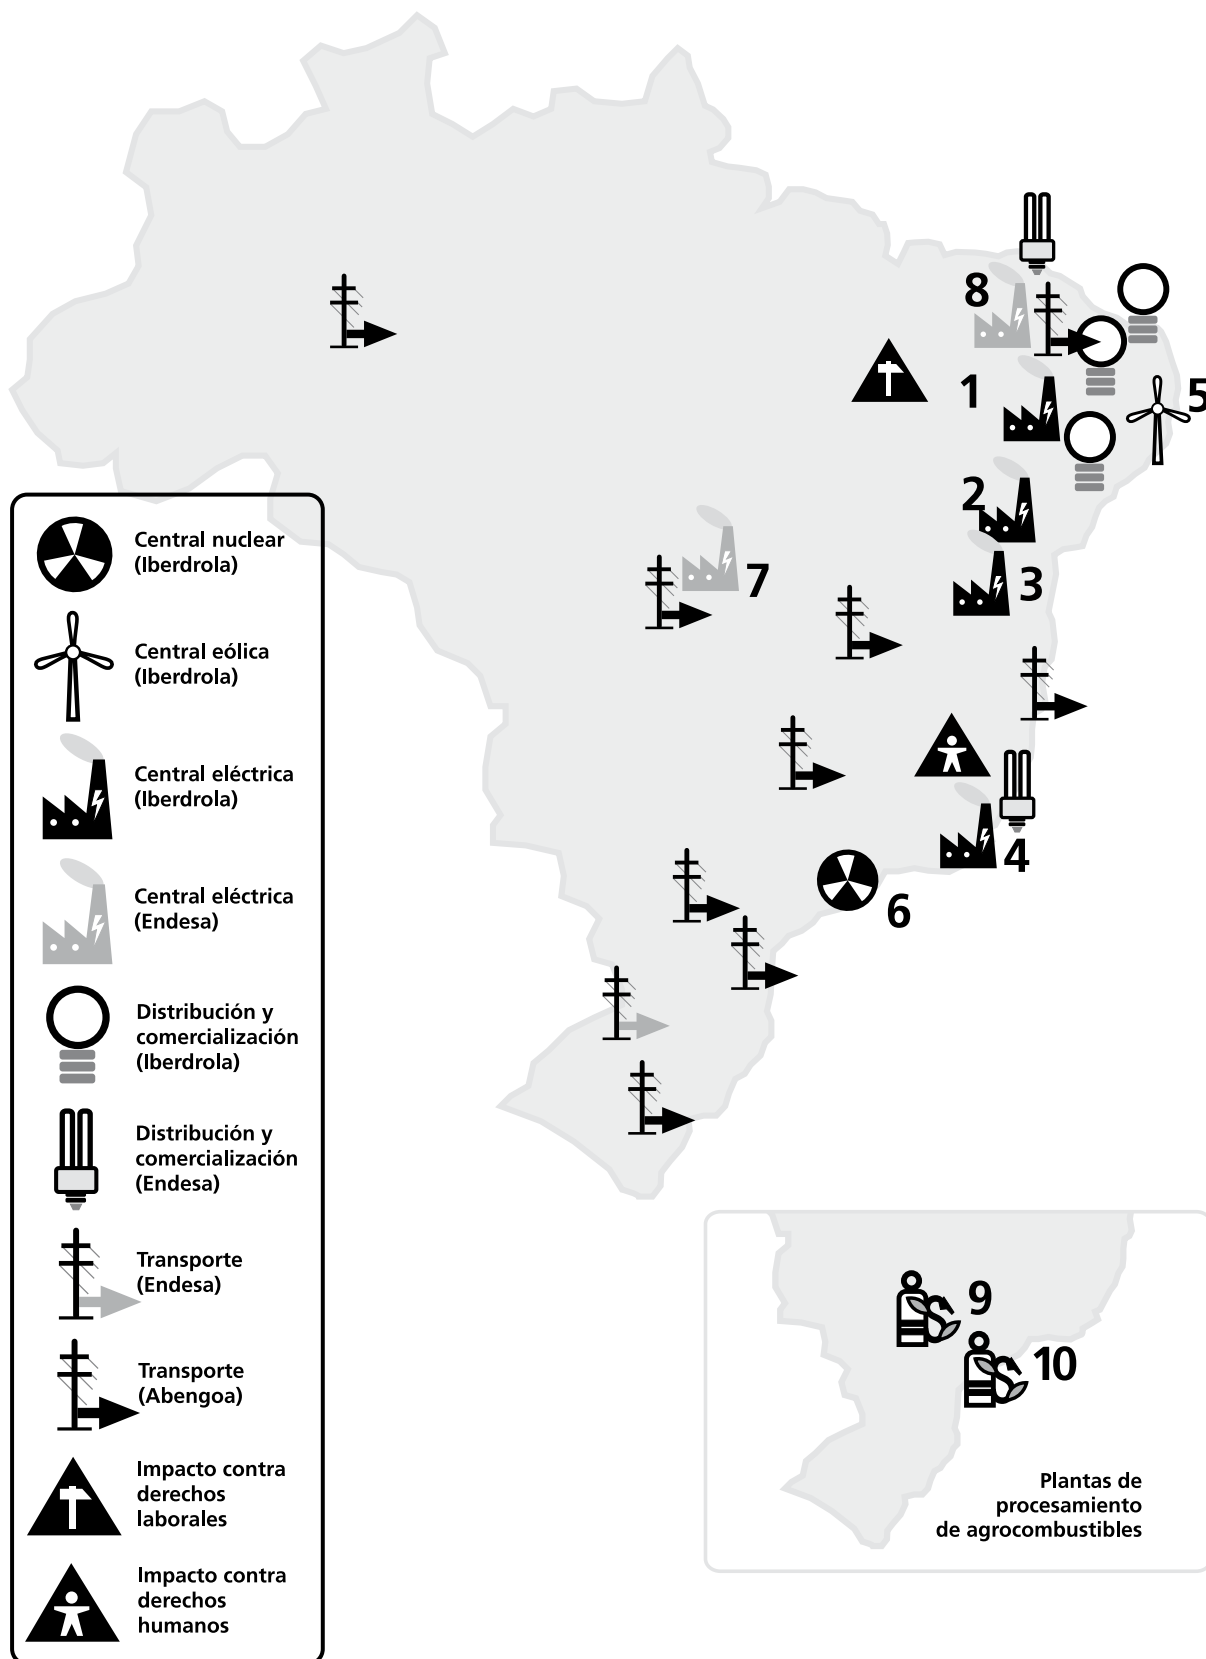 8
1
5
2
3
7
4
6
Central nuclear
(Iberdrola)
Central eólica
(Iberdrola)
Central eléctrica
(Iberdrola)
Central eléctrica
(Endesa)
Distribución y
comercialización
(Iberdrola)
Distribución y
comercialización
(Endesa)
Transporte
(Endesa)
Transporte
(Abengoa)
Impacto contra
derechos
laborales
Impacto contra
derechos
humanos
9
10
Plantas de
procesamiento
de agrocombustibles